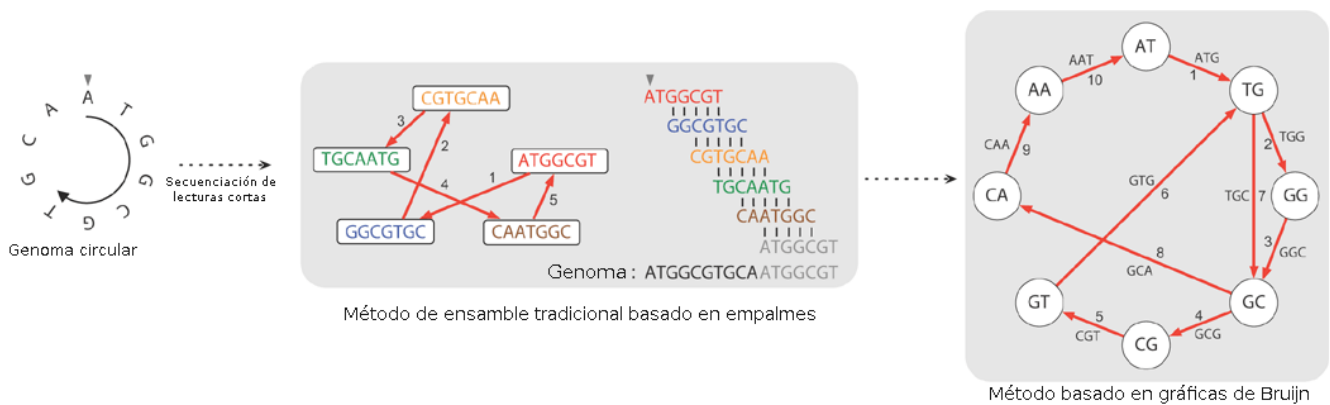 A
T
G
G
C
G
T
G
C
A
Genoma circular
Secuenciación de
lecturas cortas
CGTGCAA
3
2
TGCAATG
ATGGCGT
4
1
5
GGCGTGC
CAATGGC
ATGGCGT
GGCGTGC
CGTGCAA
TGCAATG
CAATGGC
ATGGCGT
Genoma : ATGGCGTGCAATGGCGT
Método de ensamble tradicional basado en empalmes
AT
AAT
10
ATG
1
AA
TG
TGG
2
CAA
9
GTG
6
TGC
7
CA
GG
3
GGC
8
GCA
GT
GC
5
CGT
4
GCG
CG
Método basado en gráficas de Bruijn